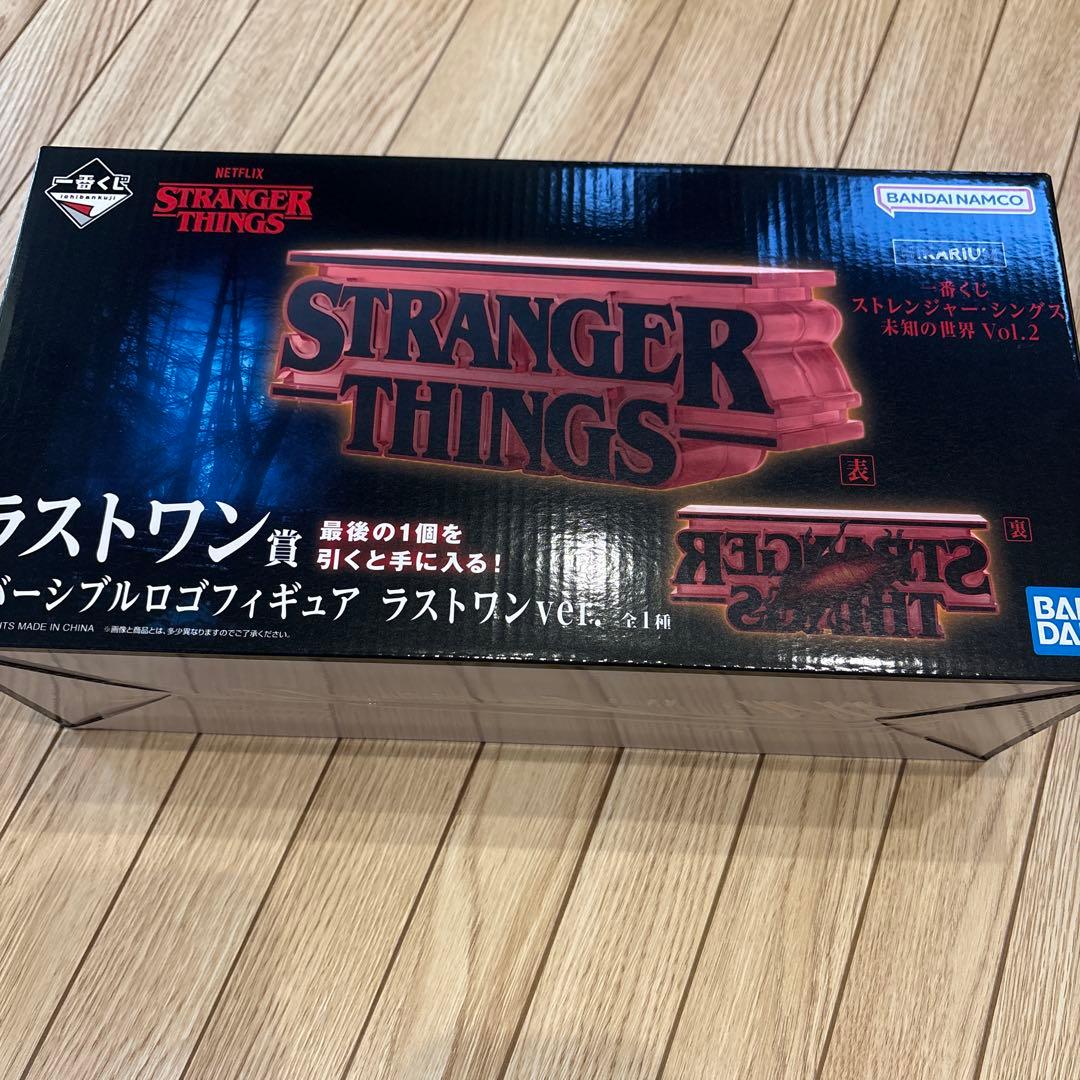 一番くじ
ichibankuji
NETFLIX
STRANGER
THINGS
BANDAI NAMCO
一番くじ
ストレンジャー・シングス
未知の世界 Vol.2
STRANGER
THINGS
表
裏
STRANGER
THINGS
ラストワン賞
最後の1個を
引くと手に入る!
バーシブルロゴフィギュア ラストワンver. 全1種
MADE IN CHINA ※画像と商品とは、多少異なりますのでご了承ください。